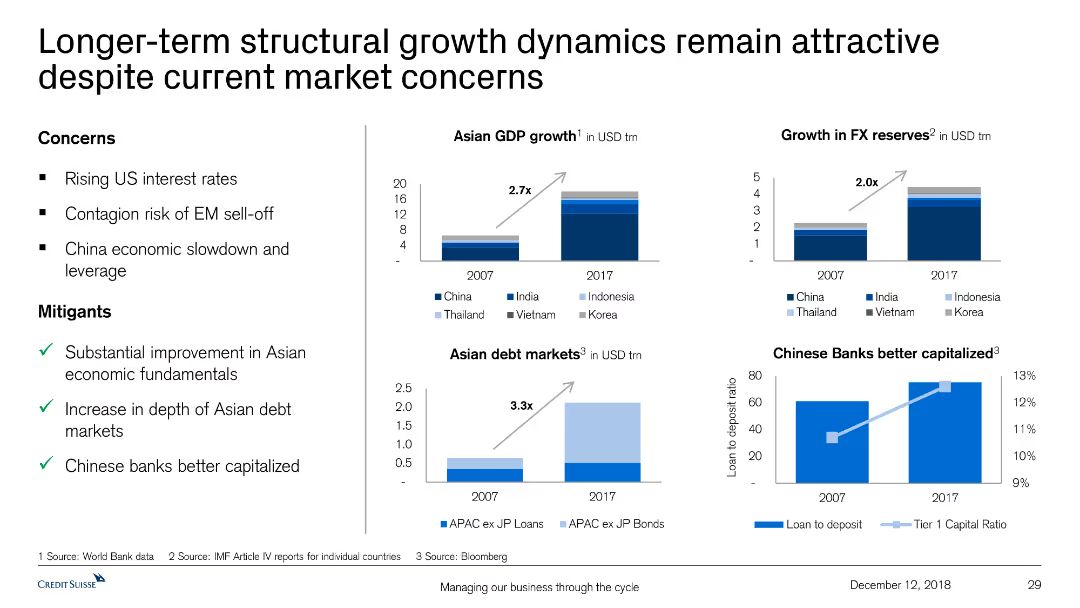 Longer-term structural growth dynamics remain attractive
despite current market concerns
Concerns
▪ Rising US interest rates
▪ Contagion risk of EM sell-off
▪ China economic slowdown and
leverage
Mitigants
✓ Substantial improvement in Asian
economic fundamentals
✓ Increase in depth of Asian debt
markets
✓ Chinese banks better capitalized
Asian GDP growth1 in USD trn
20
16
12
8
4
-
2.7x
2007 2017
China India Indonesia
Thailand Vietnam Korea
Growth in FX reserves2 in USD trn
5
4
3
2
1
-
2.0x
2007 2017
China India Indonesia
Thailand Vietnam Korea
Asian debt markets3 in USD trn
2.5
2.0
1.5
1.0
0.5
-
3.3x
2007 2017
APAC ex JP Loans APAC ex JP Bonds
Chinese Banks better capitalized3
Loan to deposit ratio
80
60
40
20
-
13%
12%
11%
10%
9%
2007 2017
Loan to deposit Tier 1 Capital Ratio
1 Source: World Bank data 2 Source: IMF Article IV reports for individual countries 3 Source: Bloomberg
CREDIT SUISSE
Managing our business through the cycle
December 12, 2018
29